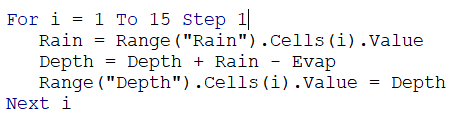 For i = 1 To 15 Step 1
Rain = Range("Rain").Cells(i).Value
Depth = Depth + Rain - Evap
Range("Depth").Cells(i).Value = Depth
Next i